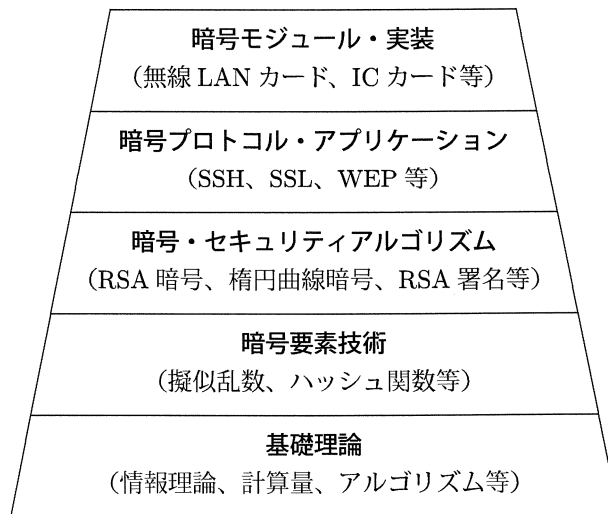 暗号モジュール・実装
（無線 LAN カード、IC カード等）
暗号プロトコル・アプリケーション
（SSH、SSL、WEP 等）
暗号・セキュリティアルゴリズム
（RSA 暗号、楕円曲線暗号、RSA 署名等）
暗号要素技術
（擬似乱数、ハッシュ関数等）
基礎理論
（情報理論、計算量、アルゴリズム等）